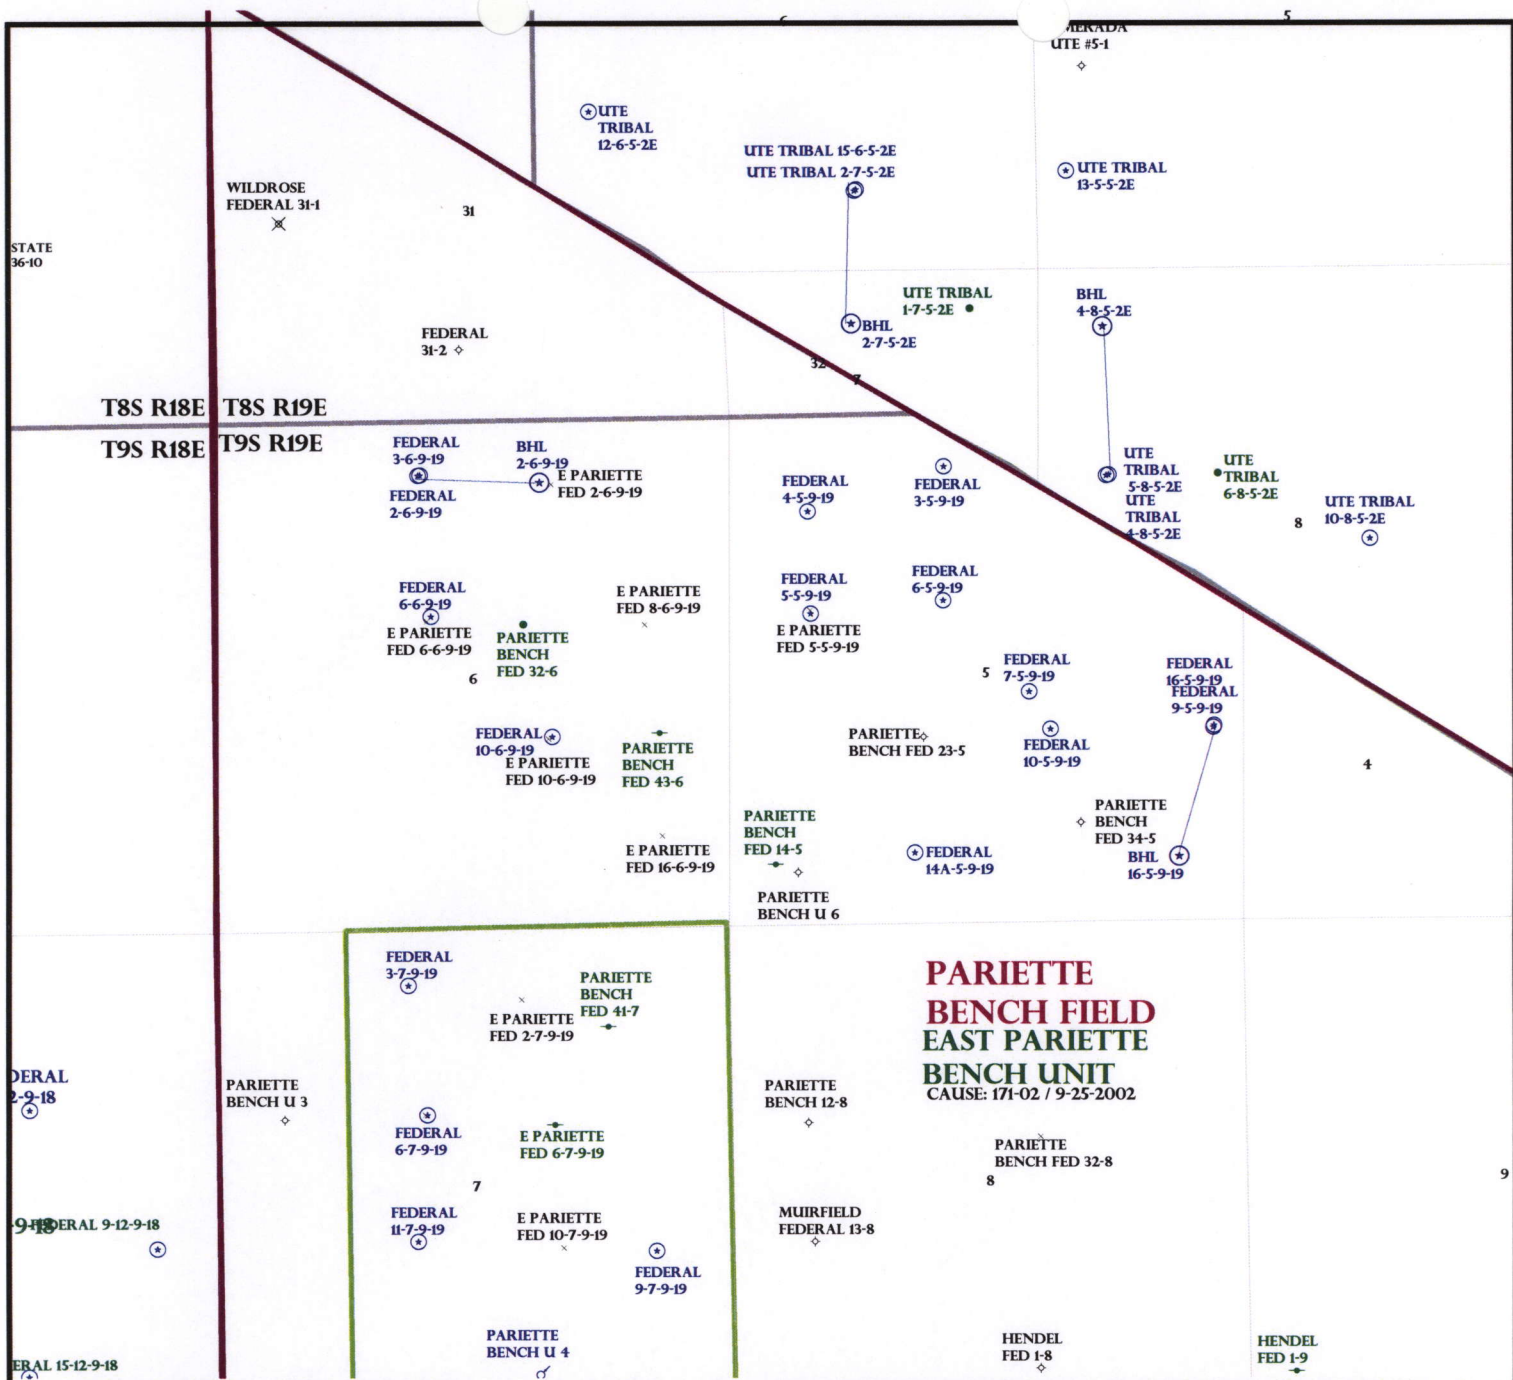 6
5
UTE #5-1
UTE
TRIBAL
12-6-5-2E
UTE TRIBAL 15-6-5-2E
UTE TRIBAL 2-7-5-2E
UTE TRIBAL
13-5-5-2E
WILDROSE
FEDERAL 31-1
31
STATE
36-10
UTE TRIBAL
1-7-5-2E
BHL
4-8-5-2E
BHL
2-7-5-2E
FEDERAL
31-2
32
7
T8S R18E
T8S R19E
T9S R18E
T9S R19E
FEDERAL
3-6-9-19
BHL
2-6-9-19
E PARIETTE
FED 2-6-9-19
FEDERAL
2-6-9-19
FEDERAL
4-5-9-19
FEDERAL
3-5-9-19
UTE
TRIBAL
5-8-5-2E
UTE
TRIBAL
4-8-5-2E
UTE
TRIBAL
6-8-5-2E
8
UTE TRIBAL
10-8-5-2E
FEDERAL
6-6-9-19
E PARIETTE
FED 6-6-9-19
PARIETTE
BENCH
FED 32-6
E PARIETTE
FED 8-6-9-19
FEDERAL
5-5-9-19
E PARIETTE
FED 5-5-9-19
FEDERAL
6-5-9-19
6
5
FEDERAL
7-5-9-19
FEDERAL
16-5-9-19
FEDERAL
9-5-9-19
FEDERAL
10-6-9-19
E PARIETTE
FED 10-6-9-19
PARIETTE
BENCH
FED 43-6
PARIETTE
BENCH FED 23-5
FEDERAL
10-5-9-19
4
PARIETTE
BENCH
FED 14-5
PARIETTE
BENCH
FED 34-5
E PARIETTE
FED 16-6-9-19
FEDERAL
14A-5-9-19
BHL
16-5-9-19
PARIETTE
BENCH U 6
FEDERAL
3-7-9-19
PARIETTE
BENCH
FED 41-7
E PARIETTE
FED 2-7-9-19
PARIETTE
BENCH FIELD
EAST PARIETTE
BENCH UNIT
CAUSE: 171-02 / 9-25-2002
DERAL
2-9-18
PARIETTE
BENCH U 3
PARIETTE
BENCH 12-8
FEDERAL
6-7-9-19
E PARIETTE
FED 6-7-9-19
PARIETTE
BENCH FED 32-8
7
8
9
-9-18
FEDERAL 9-12-9-18
FEDERAL
11-7-9-19
E PARIETTE
FED 10-7-9-19
MUIRFIELD
FEDERAL 13-8
FEDERAL
9-7-9-19
PARIETTE
BENCH U 4
HENDEL
FED 1-8
HENDEL
FED 1-9
ERAL 15-12-9-18